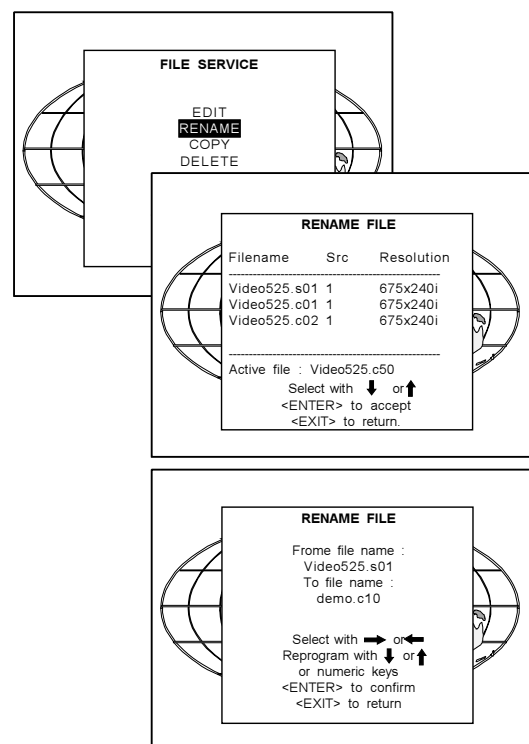 FILE SERVICE
EDIT
RENAME
COPY
DELETE
RENAME FILE
Filename Src Resolution
Video525.s01 1 675x240i
Video525.c01 1 675x240i
Video525.c02 1 675x240i
Active file : Video525.c50
Select with or
<ENTER> to accept
<EXIT> to return.
RENAME FILE
Frome file name :
Video525.s01
To file name :
demo.c10
Select with or
Reprogram with or
or numeric keys
<ENTER> to confirm
<EXIT> to return